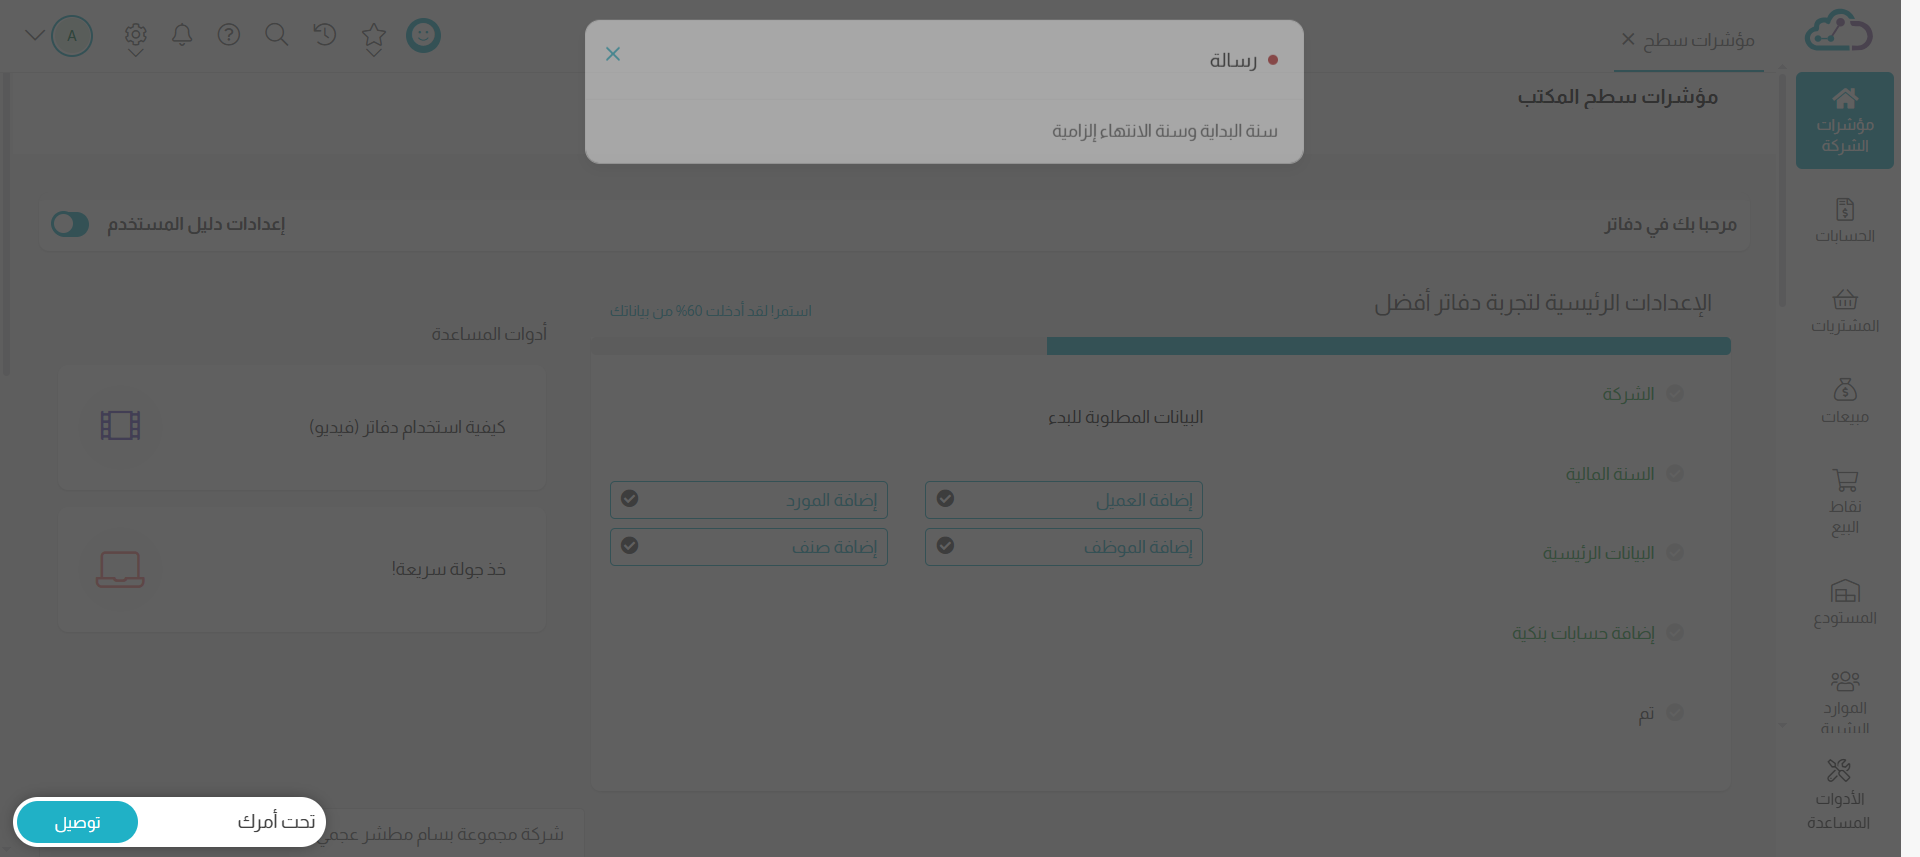 مؤشرات سطح
A
رسالة
سنة البداية وسنة الانتهاء إلزامية
مؤشرات سطح المكتب
مؤشرات
الشركة
الحسابات
المشتريات
مبيعات
نقاط
البيع
المستودع
الموارد
البشرية
الأدوات
المساعدة
مرحبا بك في دفاتر
إعدادات دليل المستخدم
الإعدادات الرئيسية لتجربة دفاتر أفضل
استمر! لقد أدخلت 60% من بياناتك
الشركة
السنة المالية
البيانات الرئيسية
إضافة حسابات بنكية
تم
البيانات المطلوبة للبدء
إضافة العميل
إضافة المورد
إضافة الموظف
إضافة صنف
أدوات المساعدة
كيفية استخدام دفاتر (فيديو)
خذ جولة سريعة!
شركة مجموعة بسام مطشر عجمي
تحت أمرك
توصيل